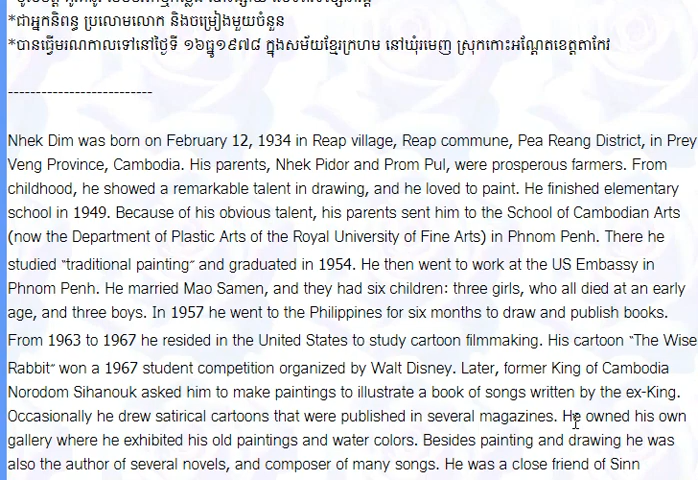 *ជាអ្នកនិពន្ធ ប្រលោមលោក និងចម្រៀងមួយចំនួន
*បានធ្វើមរណកាលទៅនៅថ្ងៃទី ១៦ធ្នូ១៩៧៨ ក្នុងសម័យខ្មែរក្រហម នៅឃុំរមេញ ស្រុកកោះអណ្តែតខេត្តតាកែវ
--------------------------
Nhek Dim was born on February 12, 1934 in Reap village, Reap commune, Pea Reang District, in Prey
Veng Province, Cambodia. His parents, Nhek Pidor and Prom Pul, were prosperous farmers. From
childhood, he showed a remarkable talent in drawing, and he loved to paint. He finished elementary
school in 1949. Because of his obvious talent, his parents sent him to the School of Cambodian Arts
(now the Department of Plastic Arts of the Royal University of Fine Arts) in Phnom Penh. There he
studied “traditional painting” and graduated in 1954. He then went to work at the US Embassy in
Phnom Penh. He married Mao Samen, and they had six children: three girls, who all died at an early
age, and three boys. In 1957 he went to the Philippines for six months to draw and publish books.
From 1963 to 1967 he resided in the United States to study cartoon filmmaking. His cartoon “The Wise
Rabbit” won a 1967 student competition organized by Walt Disney. Later, former King of Cambodia
Norodom Sihanouk asked him to make paintings to illustrate a book of songs written by the ex-King.
Occasionally he drew satirical cartoons that were published in several magazines. He owned his own
gallery where he exhibited his old paintings and water colors. Besides painting and drawing he was
also the author of several novels, and composer of many songs. He was a close friend of Sinn